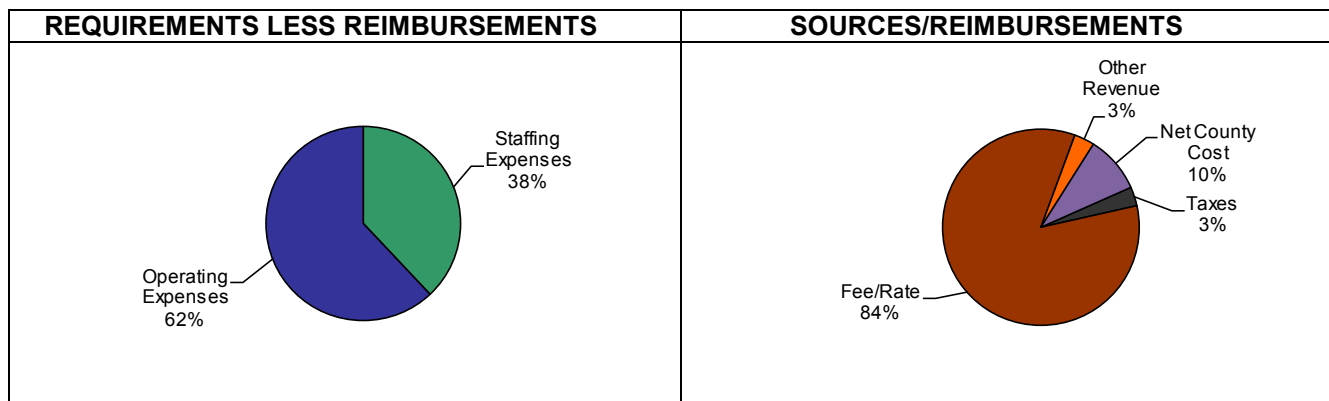 REQUIREMENTS LESS REIMBURSEMENTS
Staffing
Expenses
38%
Operating
Expenses
62%
SOURCES/REIMBURSEMENTS
Other
Revenue
3%
Net County
Cost
10%
Taxes
3%
Fee/Rate
84%